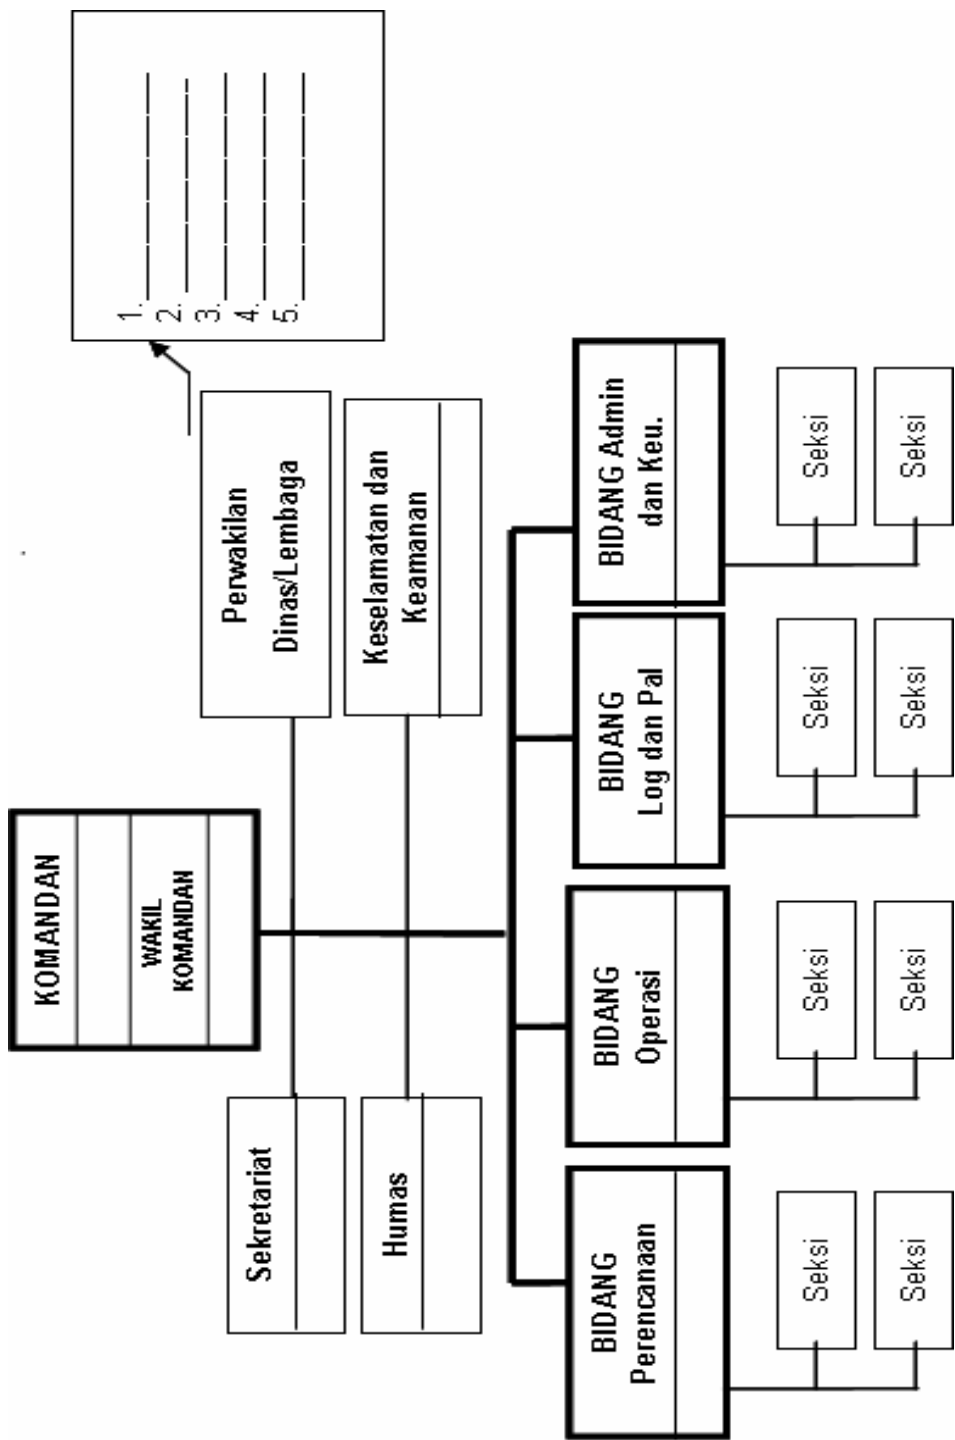 KOMANDAN
WAKIL
KOMANDAN
Sekretariat
Perwakilan
Dinas/Lembaga
1.
2.
3.
4.
5.
Humas
Keselamatan dan
Keamanan
BIDANG
Perencanaan
BIDANG
Operasi
BIDANG
Log dan Pal
BIDANG Admin
dan Keu.
Seksi
Seksi
Seksi
Seksi
Seksi
Seksi
Seksi
Seksi